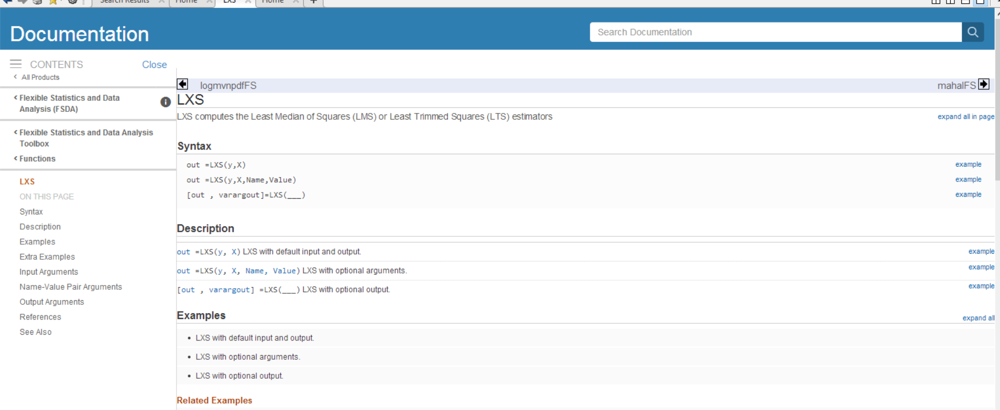 Search Results
Home
LXS
Home
Documentation
Search Documentation
CONTENTS
Close
All Products
Flexible Statistics and Data
Analysis (FSDA)
Flexible Statistics and Data Analysis
Toolbox
Functions
LXS
ON THIS PAGE
Syntax
Description
Examples
Extra Examples
Input Arguments
Name-Value Pair Arguments
Output Arguments
References
See Also
logmvnpdfFS
mahalFS
LXS
LXS computes the Least Median of Squares (LMS) or Least Trimmed Squares (LTS) estimators
expand all in page
Syntax
out =LXS(y,X)
example
out =LXS(y,X,Name,Value)
example
[out , varargout]=LXS(___)
example
Description
out =LXS(y, X) LXS with default input and output.
example
out =LXS(y, X, Name, Value) LXS with optional arguments.
example
[out , varargout] =LXS(___) LXS with optional output.
example
Examples
expand all
• LXS with default input and output.
• LXS with optional arguments.
• LXS with optional output.
Related Examples